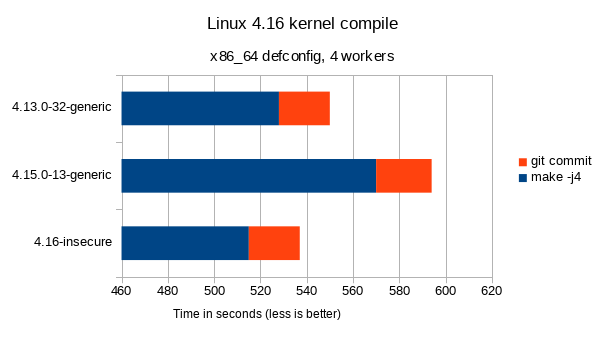 Linux 4.16 kernel compile
x86_64 defconfig, 4 workers
4.13.0-32-generic
4.15.0-13-generic
4.16-insecure
git commit
make -j4
460 480 500 520 540 560 580 600 620
Time in seconds (less is better)